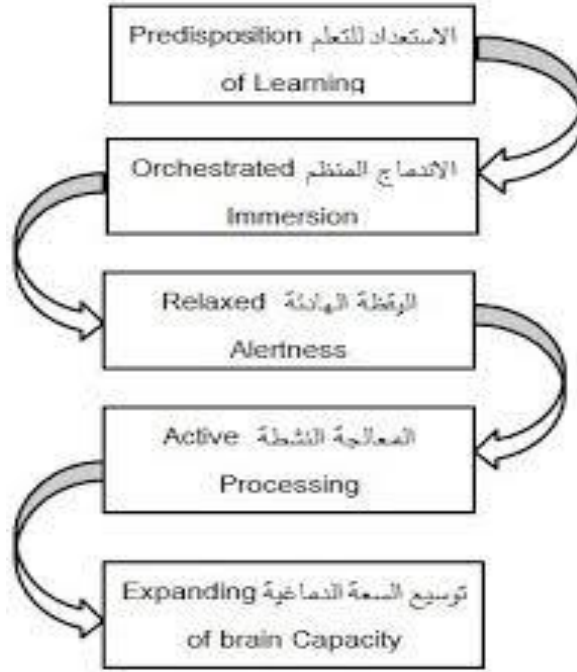 الاستعداد للتعلم Predisposition
of Learning
الاندماج المنظم Orchestrated
Immersion
اليقظة الهادئة Relaxed
Alertness
المعالجة النشطة Active
Processing
توسيع السعة الدماغية Expanding
of brain Capacity